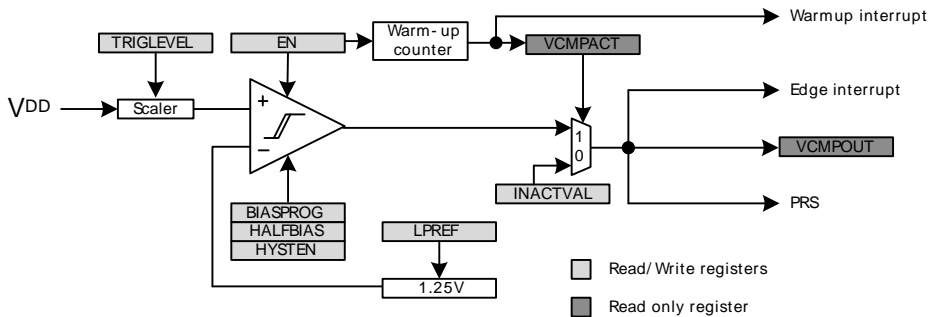 Warm-up
counter
Warmup interrupt
TRIGLEVEL
EN
VCMPACT
VDD
Scaler
+
−
1
0
Edge interrupt
VCMPOUT
INACTVAL
PRS
BIASPROG
HALFBIAS
HYSTEN
LPREF
1.25V
Read/Write registers
Read only register